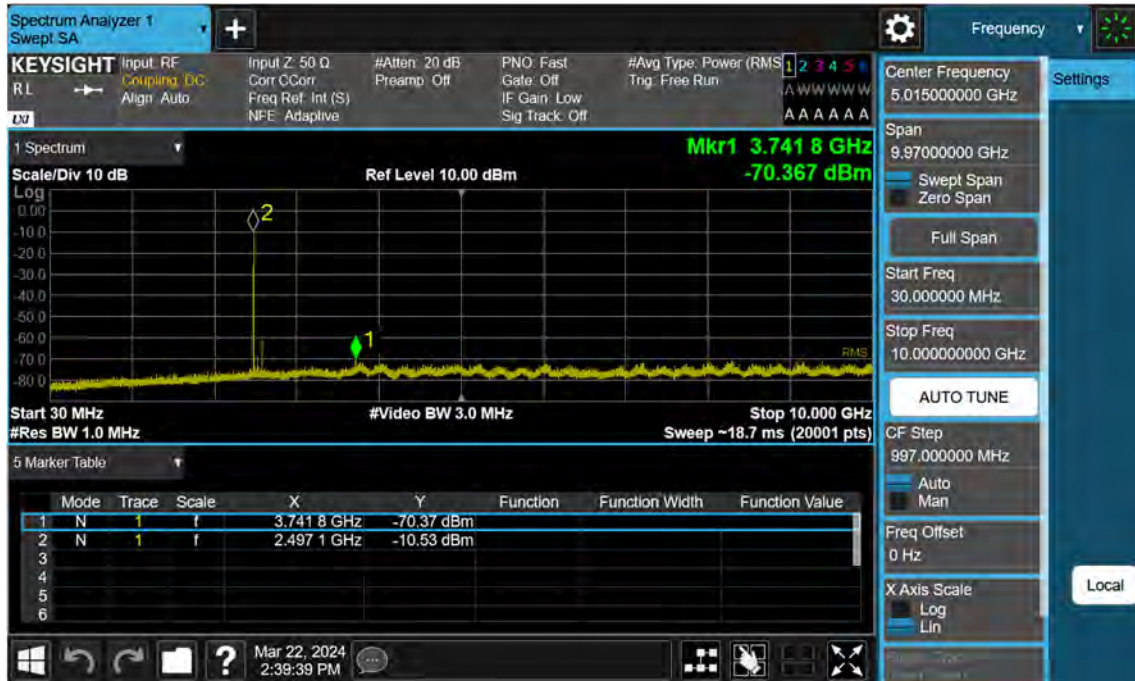 Spectrum Analyzer 1
Swept SA
+
Frequency
KEYSIGHT
RL
LXI
Input: RF
Coupling: DC
Align: Auto
Input Z: 50 Ω
Corr CCorr
Freq Ref: Int (S)
NFE: Adaptive
#Atten: 20 dB
Preamp: Off
PNO: Fast
Gate: Off
IF Gain: Low
Sig Track: Off
#Avg Type: Power (RMS
Trig: Free Run
1 2 3 4 5 6
A W W W W W
A A A A A A
Center Frequency
5.015000000 GHz
Settings
1 Spectrum
Mkr1 3.741 8 GHz
Scale/Div 10 dB
Ref Level 10.00 dBm
-70.367 dBm
Log
0.00
-10.0
-20.0
-30.0
-40.0
-50.0
-60.0
-70.0
-80.0
2
1
RMS
Start 30 MHz
#Video BW 3.0 MHz
Stop 10.000 GHz
#Res BW 1.0 MHz
Sweep ~18.7 ms (20001 pts)
Span
9.97000000 GHz
Swept Span
Zero Span
Full Span
Start Freq
30.000000 MHz
Stop Freq
10.000000000 GHz
AUTO TUNE
CF Step
997.000000 MHz
Auto
Man
Freq Offset
0 Hz
X Axis Scale
Log
Lin
Local
5 Marker Table
Mode Trace Scale X Y Function Function Width Function Value
1 N 1 f 3.741 8 GHz -70.37 dBm
2 N 1 f 2.497 1 GHz -10.53 dBm
3
4
5
6
?
Mar 22, 2024
2:39:39 PM